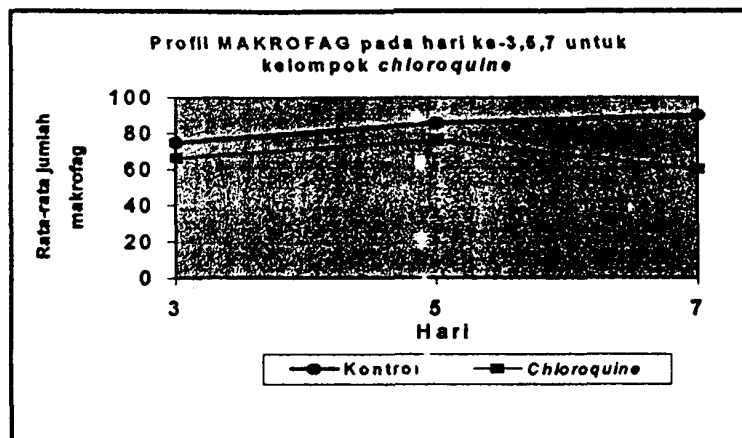 Profil MAKROFAG pada hari ke-3,5,7 untuk
kelompok chloroquine
Rata-rata jumlah
makrofag
100
80
60
40
20
0
3
5
7
Hari
Kontrol
Chloroquine